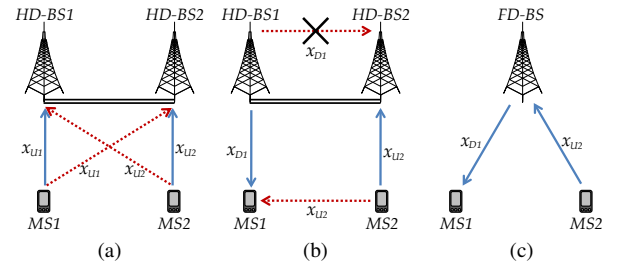 HD-BS1 HD-BS2 HD-BS1 HD-BS2 FD-BS
x_{D1}
x_{U1} x_{U1} x_{U2} x_{U2} x_{D1} x_{U2} x_{D1} x_{U2}
x_{U2}
MS1 MS2 MS1 MS2 MS1 MS2
(a) (b) (c)